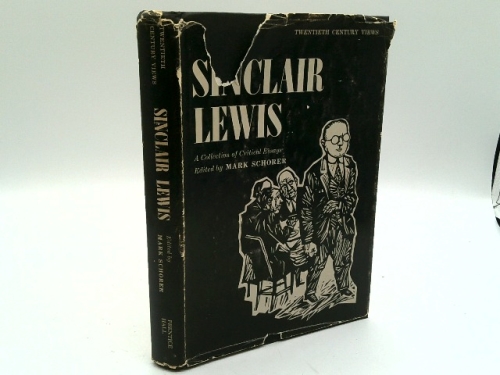 TWENTIETH CENTURY VIEWS
SINCLAIR
LEWIS
A Collection of Critical Essays
Edited by MARK SCHORER
TWENTIETH
CENTURY VIEWS
SINCLAIR LEWIS
Edited by
MARK SCHORER
PRENTICE
HALL